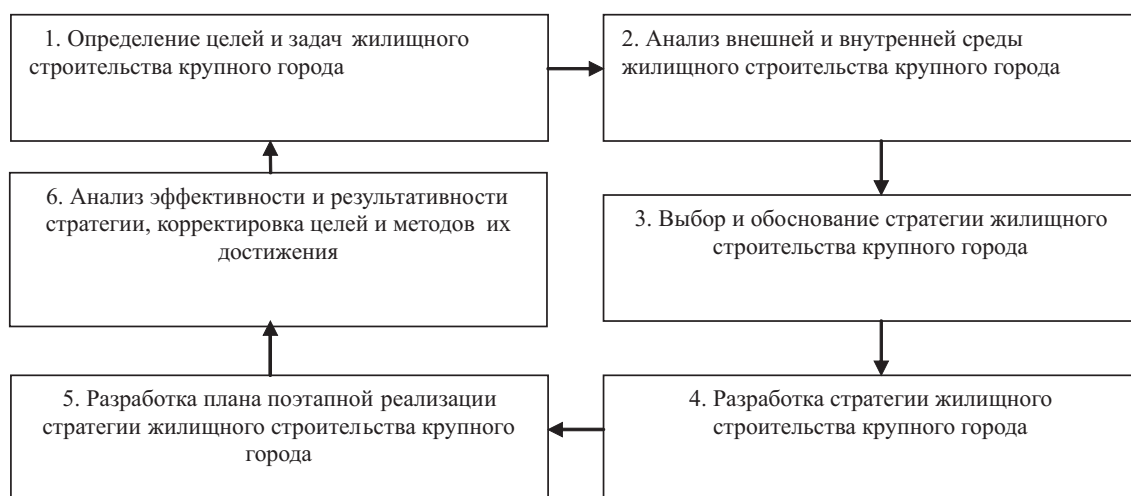 1. Определение целей и задач жилищного
строительства крупного города
2. Анализ внешней и внутренней среды
жилищного строительства крупного города
3. Выбор и обоснование стратегии жилищного
строительства крупного города
4. Разработка стратегии жилищного
строительства крупного города
5. Разработка плана поэтапной реализации
стратегии жилищного строительства крупного
города
6. Анализ эффективности и результативности
стратегии, корректировка целей и методов их
достижения